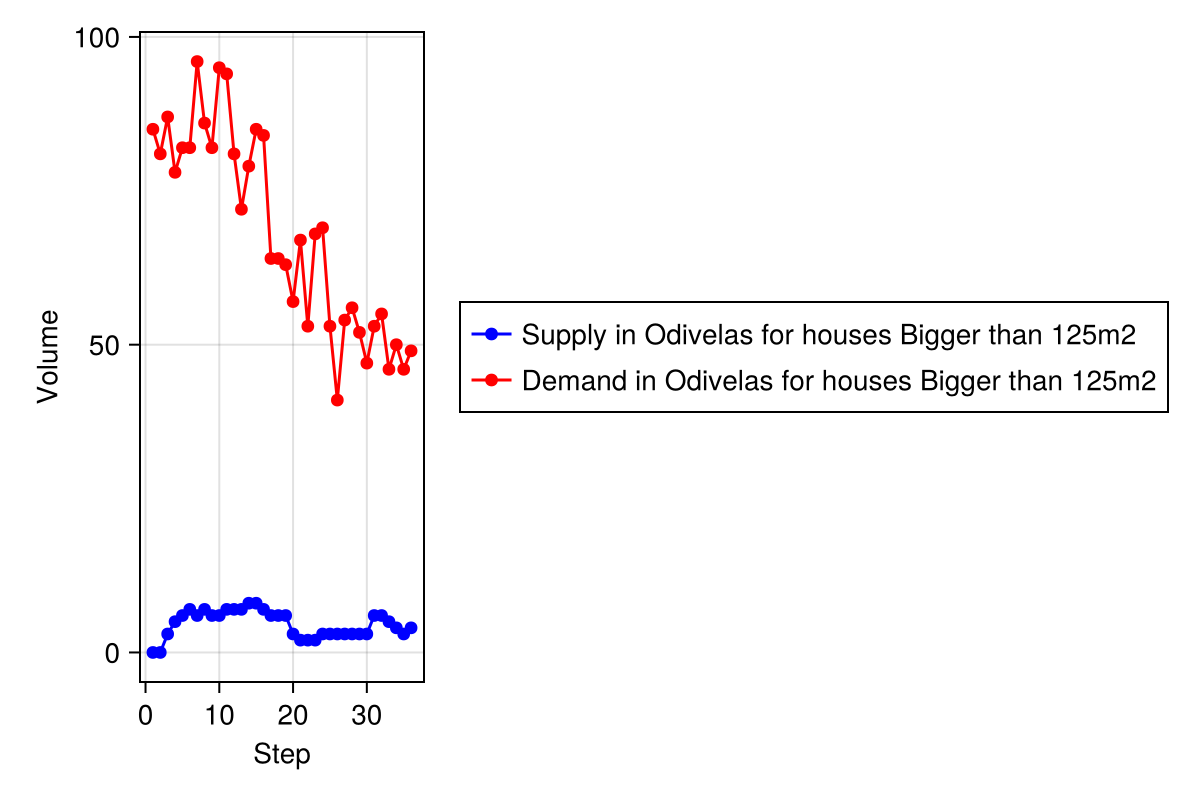 100
50
0
Volume
0 10 20 30
Step
Supply in Odivelas for houses Bigger than 125m2
Demand in Odivelas for houses Bigger than 125m2